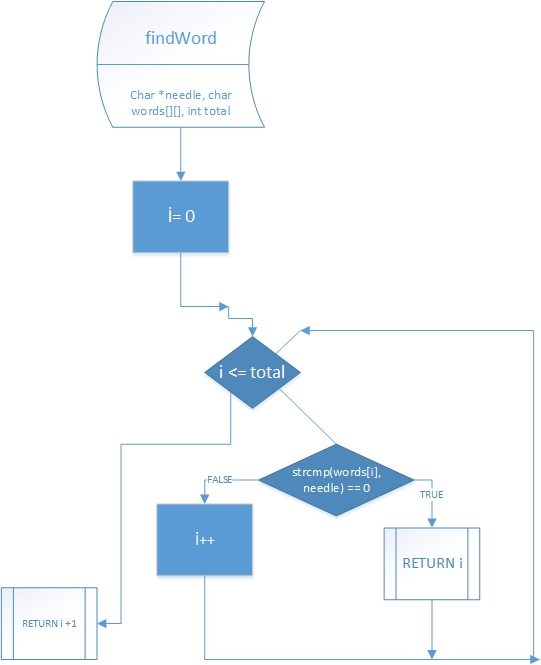 findWord
Char *needle, char
words[][], int total
i= 0
i <= total
strcmp(words[i],
needle) == 0
FALSE
TRUE
i++
RETURN i
RETURN i +1